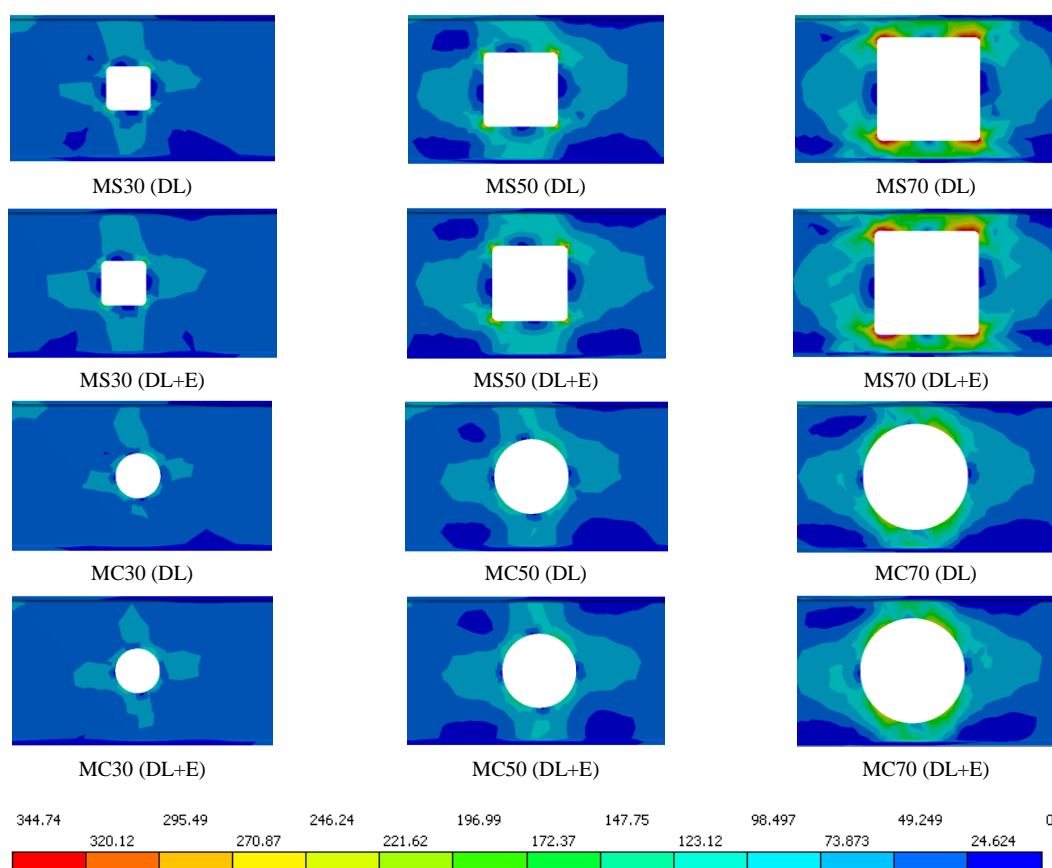 MS30 (DL) MS50 (DL) MS70 (DL)
MS30 (DL+E) MS50 (DL+E) MS70 (DL+E)
MC30 (DL) MC50 (DL) MC70 (DL)
MC30 (DL+E) MC50 (DL+E) MC70 (DL+E)
344.74 295.49 246.24 196.99 147.75 98.497 49.249 0
320.12 270.87 221.62 172.37 123.12 73.873 24.624